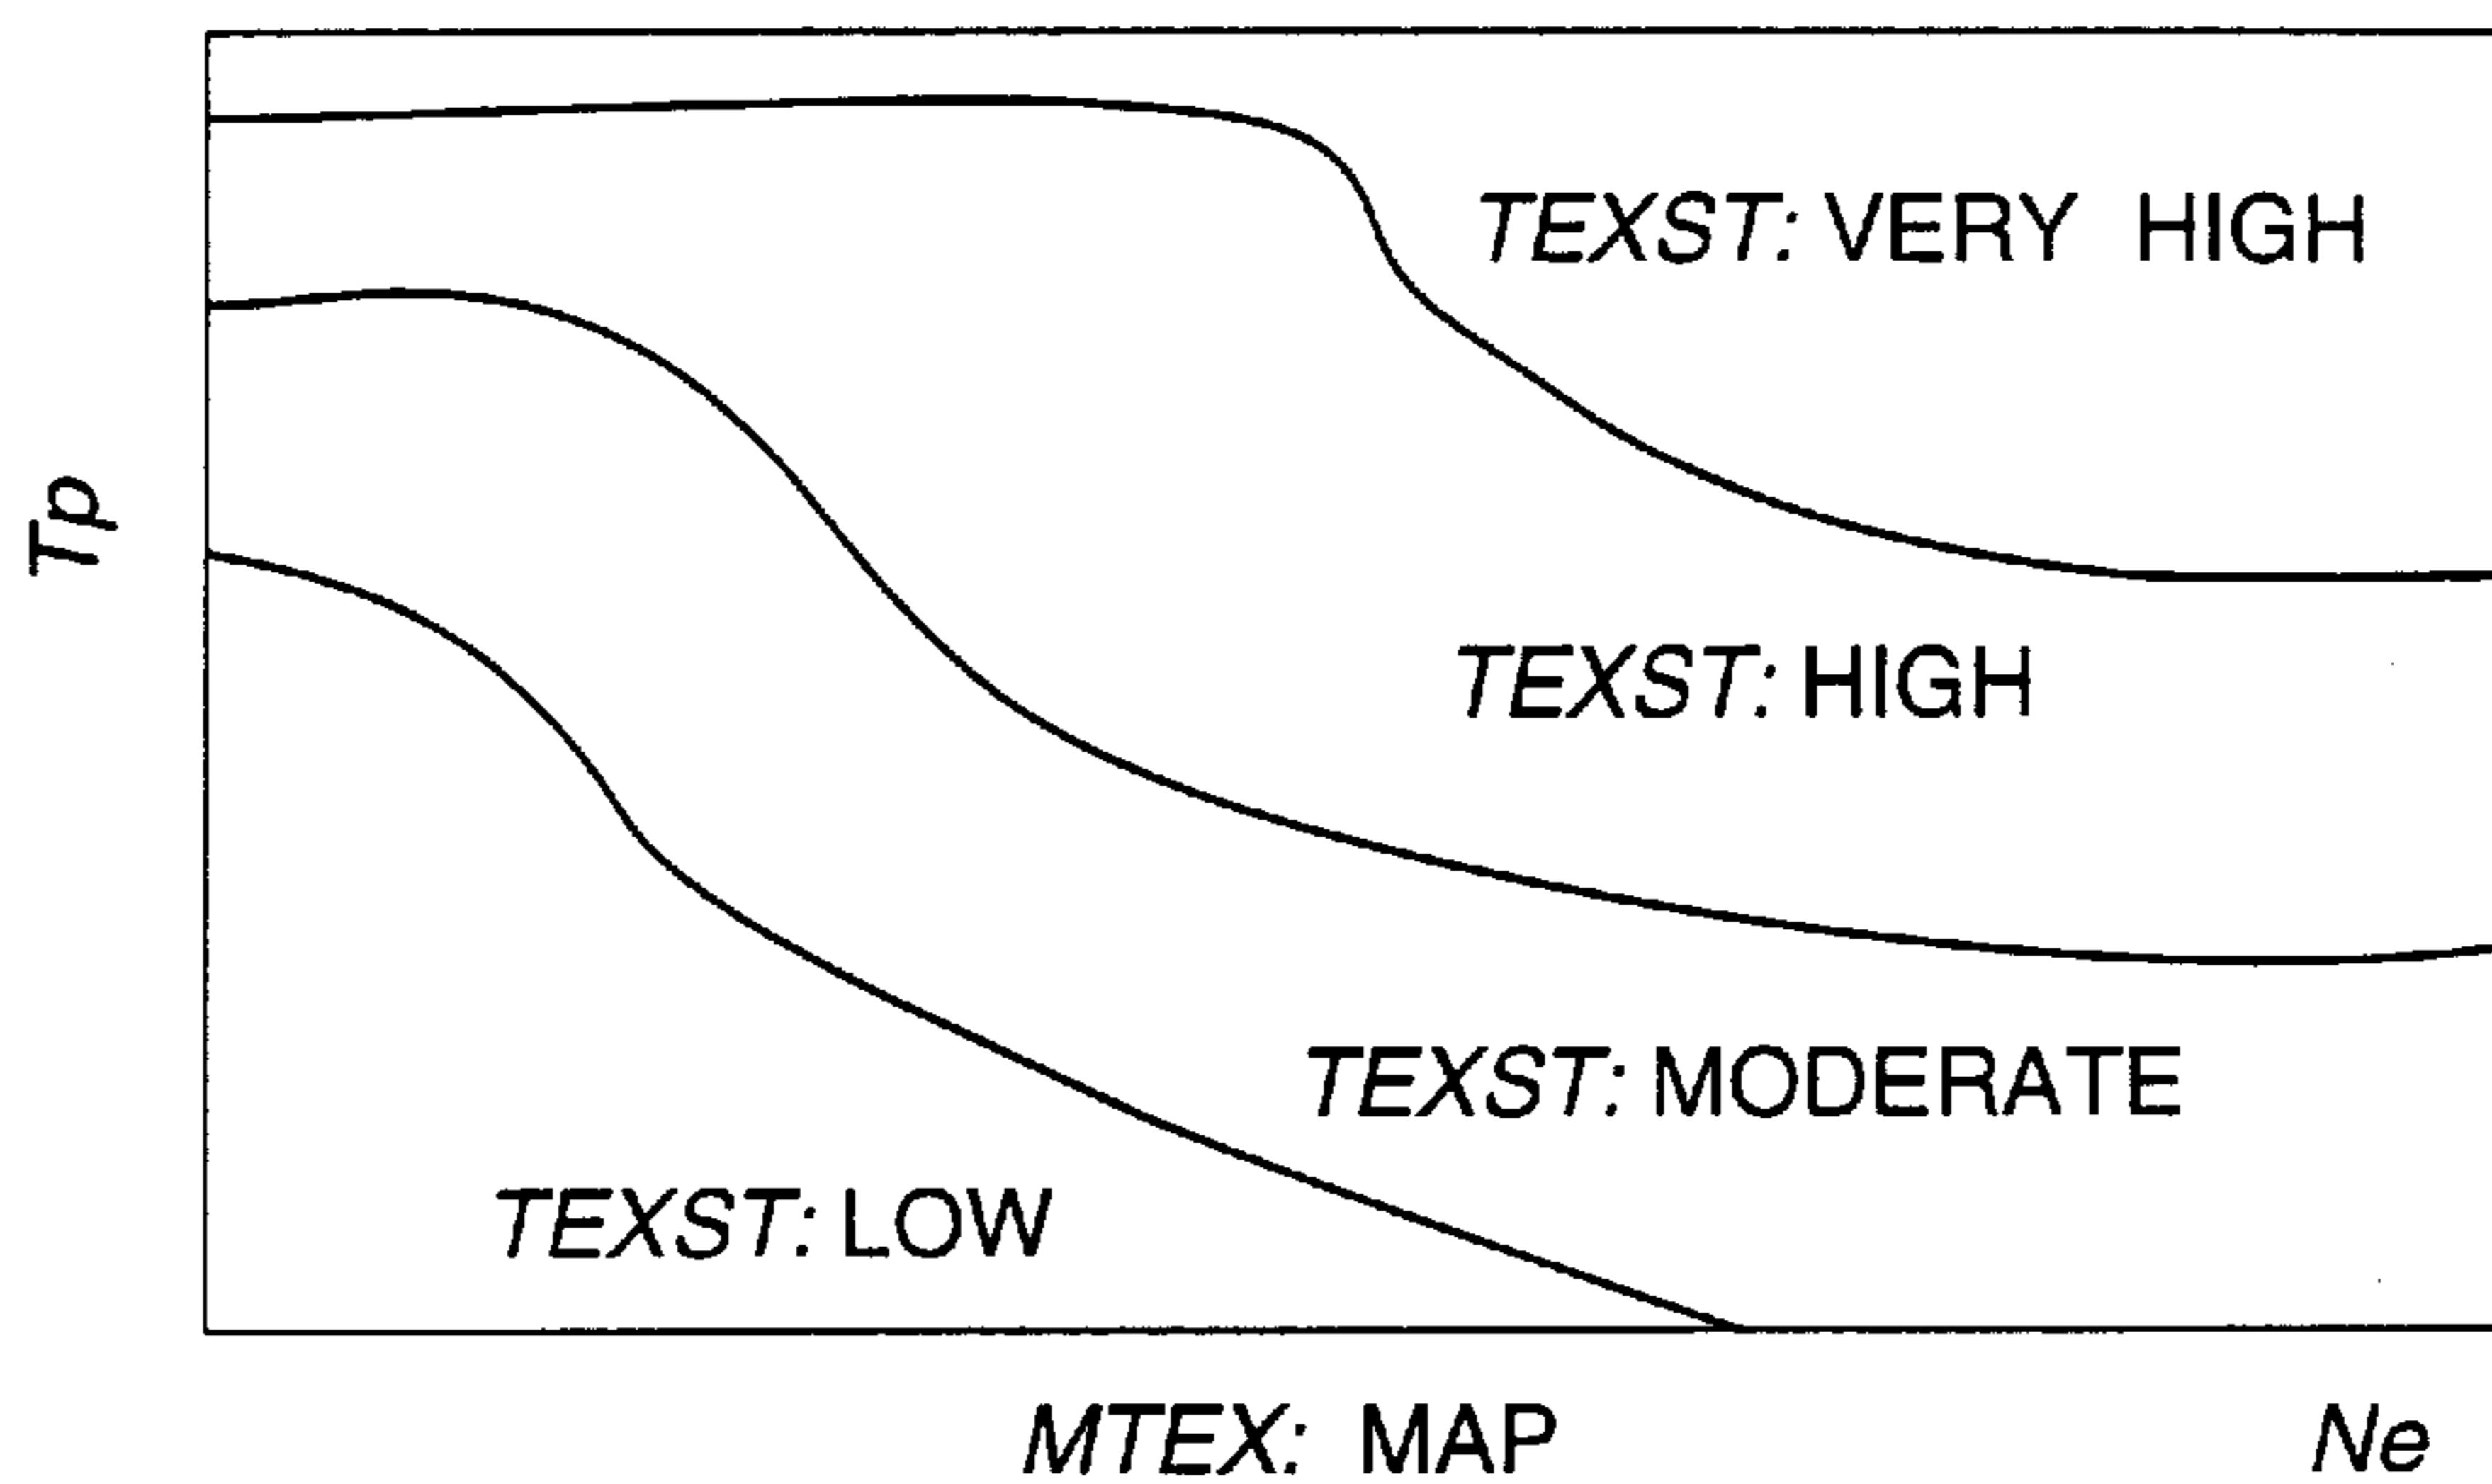 TEXST: VERY HIGH
Tp
TEXST: HIGH
TEXST: MODERATE
TEXST: LOW
MTEX: MAP
Ne